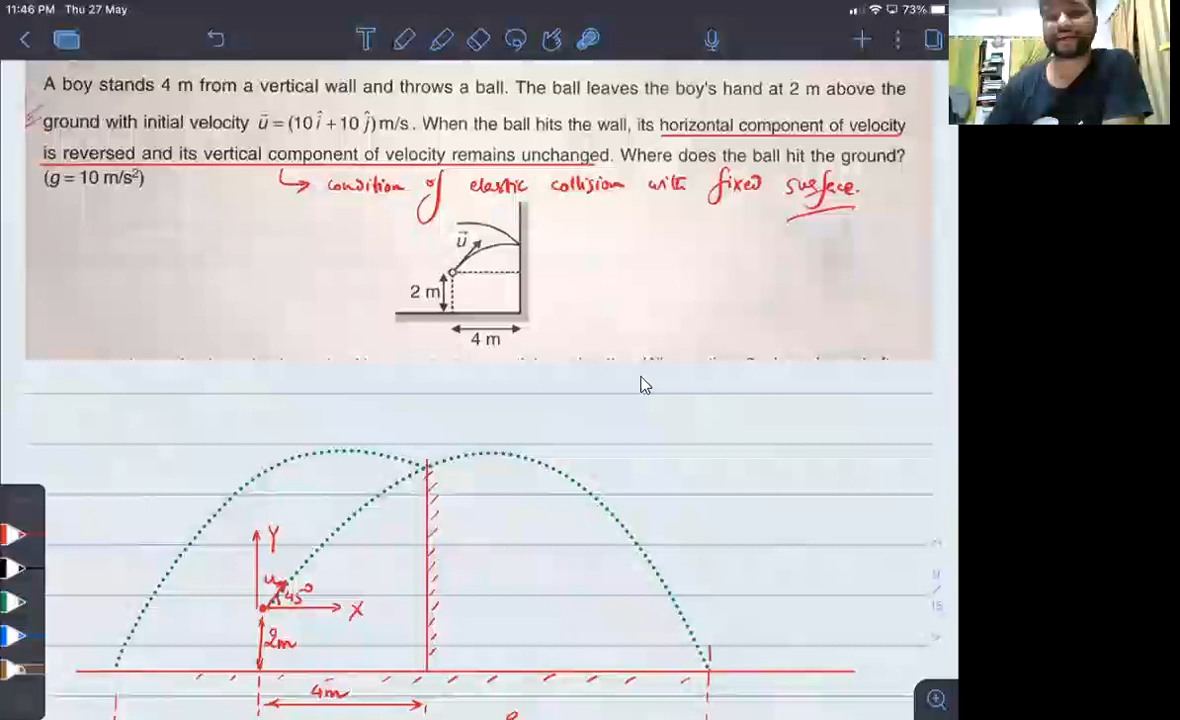 11:46 PM Thu 27 May
73%
A boy stands 4 m from a vertical wall and throws a ball. The ball leaves the boy's hand at 2 m above the
ground with initial velocity u⃗ = (10 î + 10 ĵ) m/s. When the ball hits the wall, its horizontal component of velocity
is reversed and its vertical component of velocity remains unchanged. Where does the ball hit the ground?
(g = 10 m/s²)
condition of elastic collision with fixed surface.
u⃗
2 m
4 m
Y
u
45°
X
2m
4m